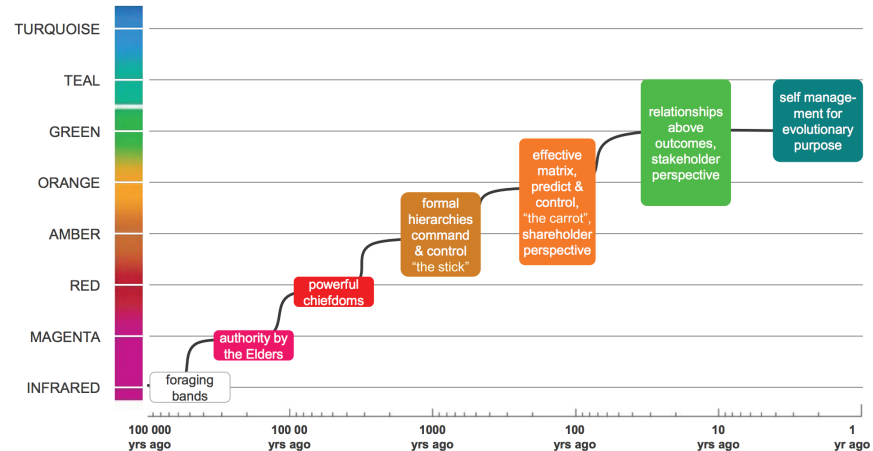 TURQUOISE
TEAL
GREEN
ORANGE
AMBER
RED
MAGENTA
INFRARED
foraging
bands
authority by
the Elders
powerful
chiefdoms
formal
hierarchies
command
& control
“the stick”
effective
matrix,
predict &
control,
“the carrot”,
shareholder
perspective
relationships
above
outcomes,
stakeholder
perspective
self manage-
ment for
evolutionary
purpose
100 000
yrs ago
100 00
yrs ago
1000
yrs ago
100
yrs ago
10
yrs ago
1
yr ago